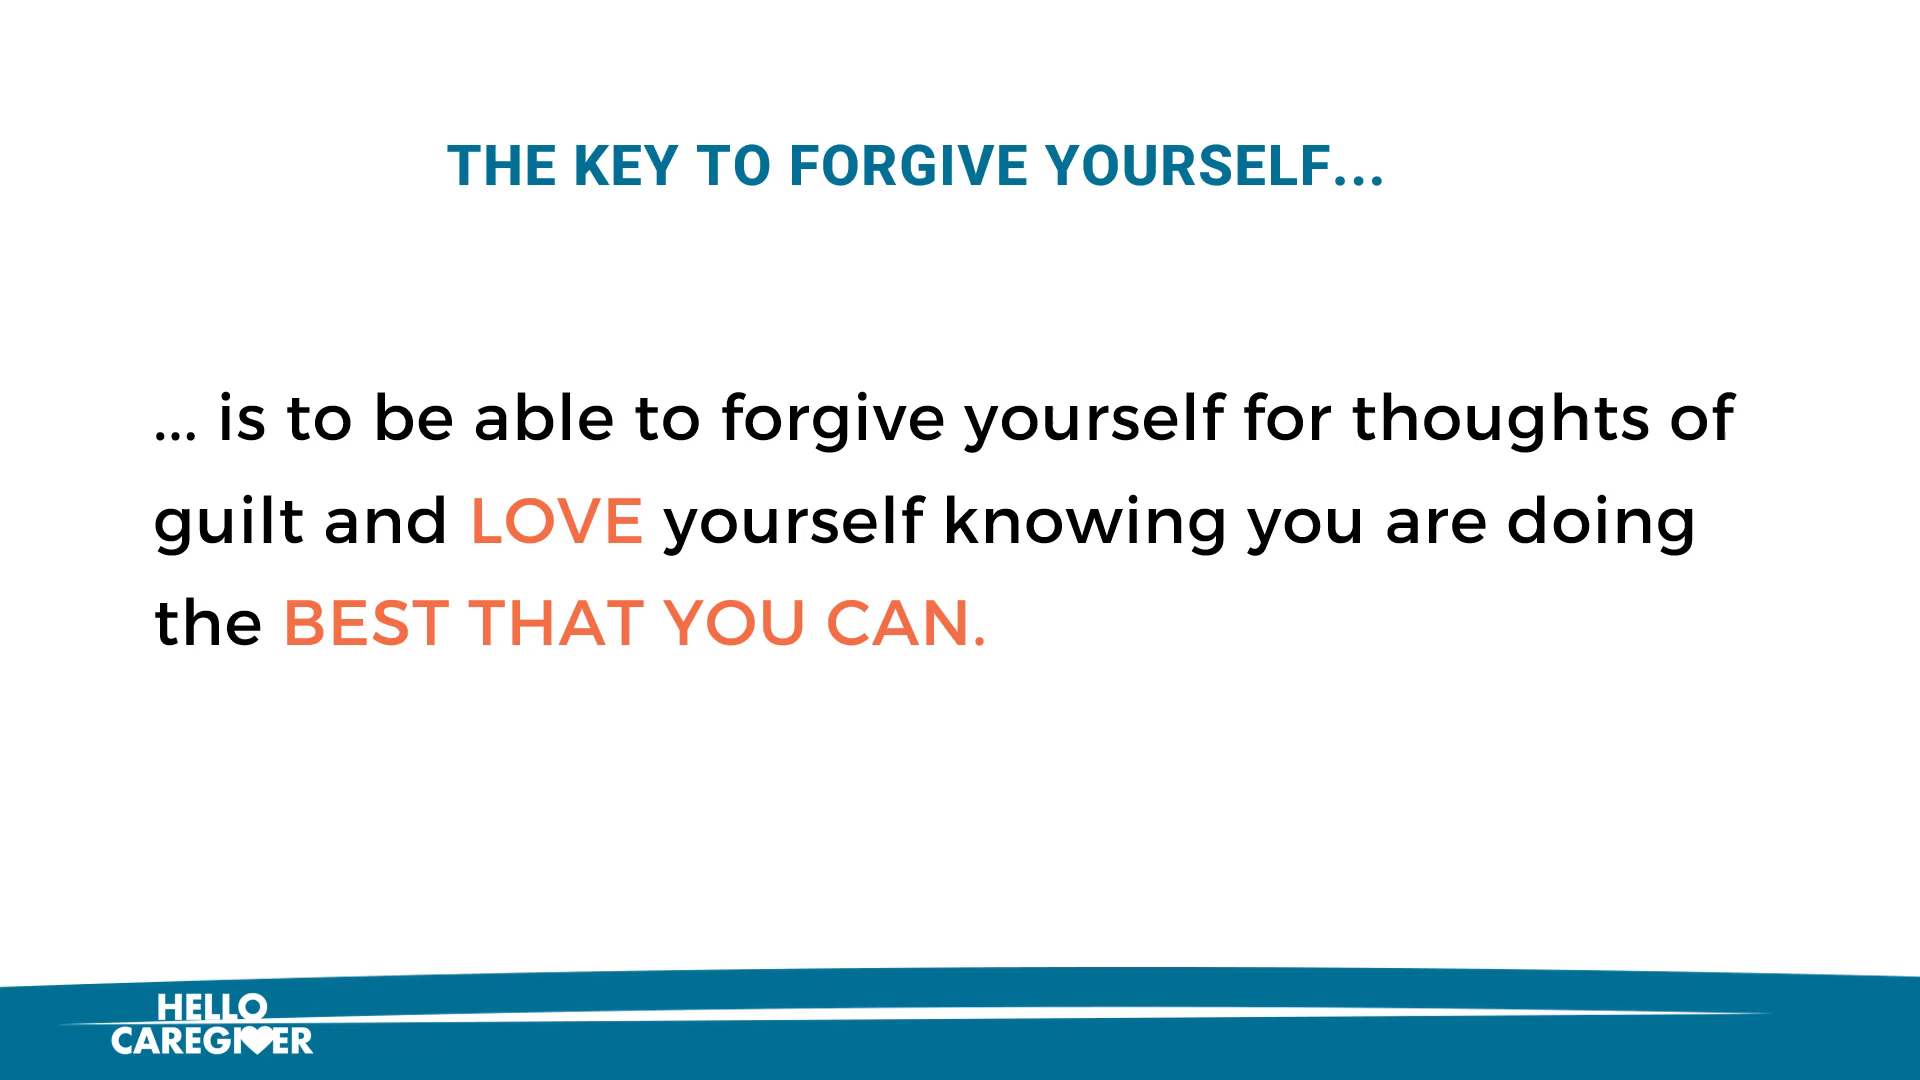 THE KEY TO FORGIVE YOURSELF...
... is to be able to forgive yourself for thoughts of
guilt and LOVE yourself knowing you are doing
the BEST THAT YOU CAN.
HELLO
CAREGIVER